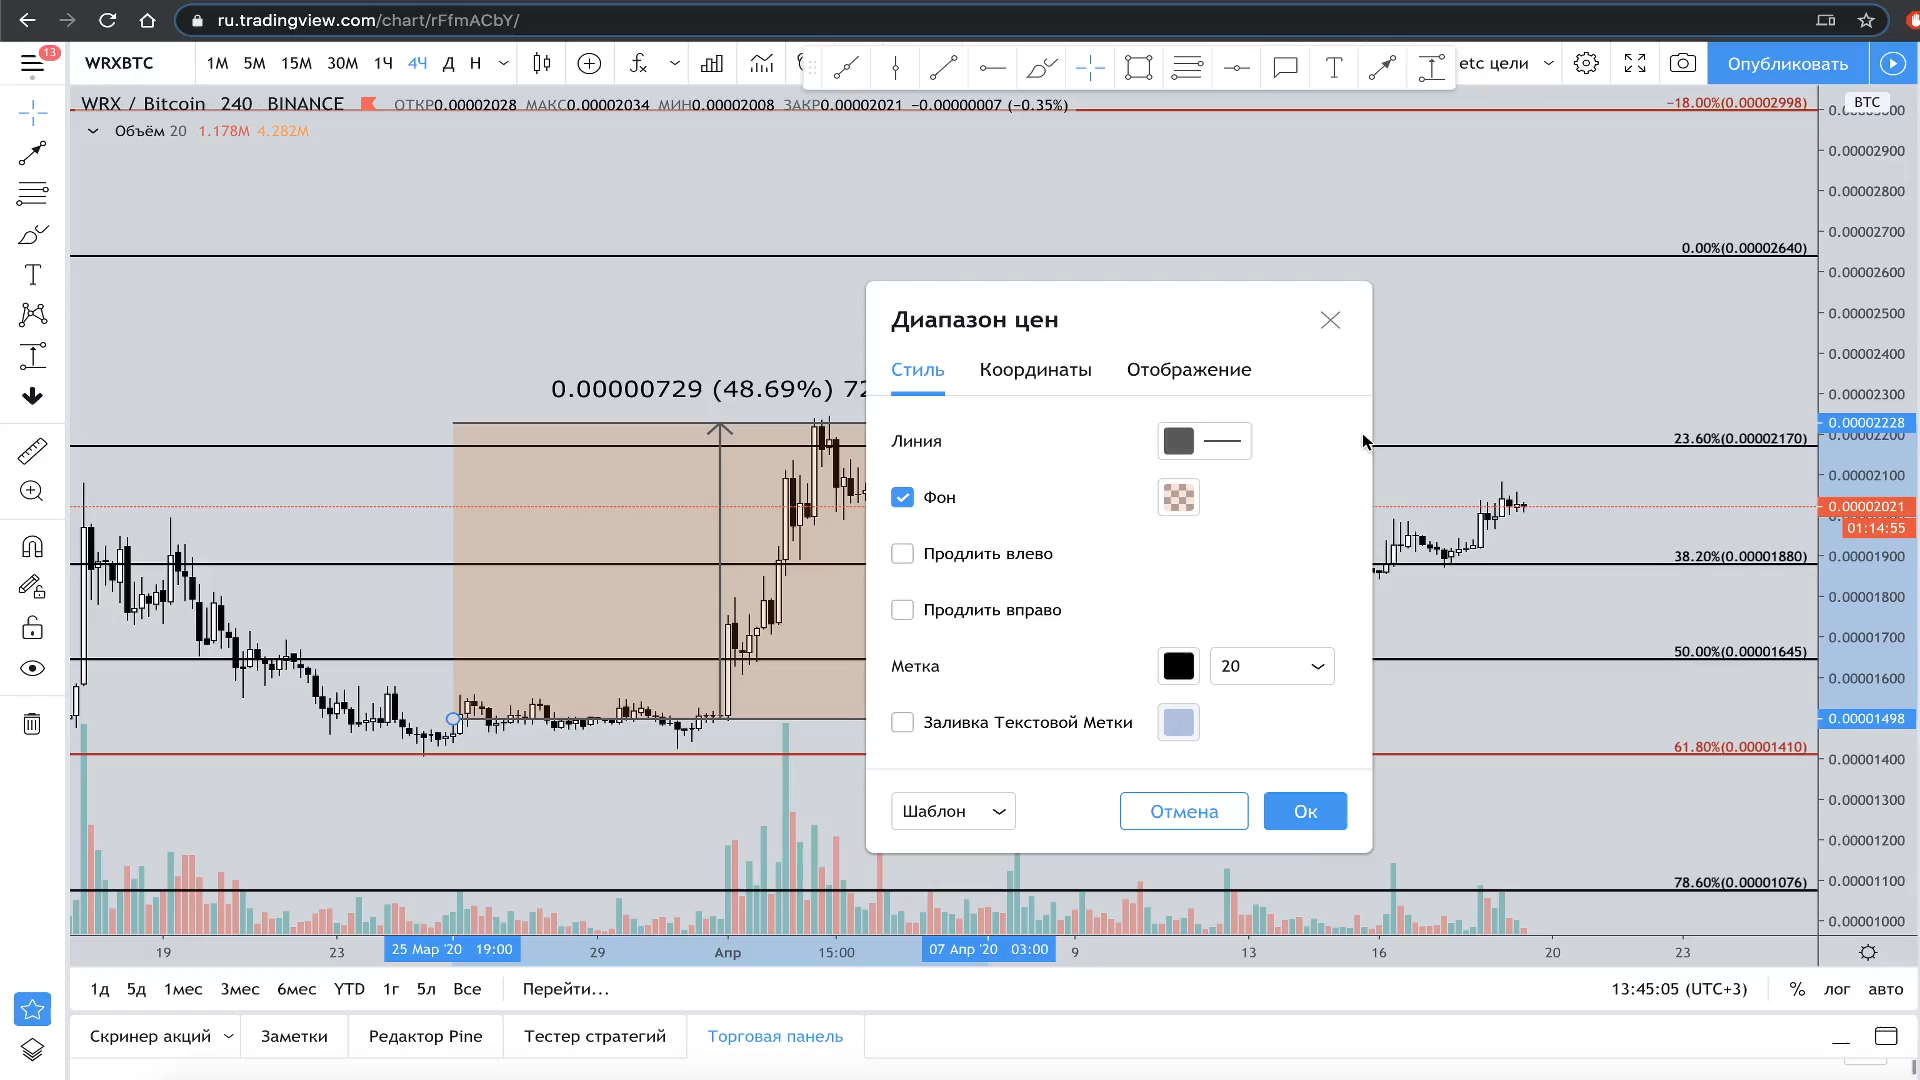 ru.tradingview.com/chart/rFfmACbY/
13
WRXBTC
1М 5М 15М 30М 1Ч 4Ч Д Н
etc цели
Опубликовать
WRX / Bitcoin 240 BINANCE
ОТКР0.00002028 МАКС0.00002034 МИН0.00002008 ЗАКР0.00002021 −0.00000007 (−0.35%)
−18.00%(0.00002998)
BTC
Объём 20 1.178M 4.282M
0.00002900
0.00002800
0.00002700
0.00%(0.00002640)
0.00002600
0.00002500
0.00002400
0.00002300
0.00002228
0.00002200
23.60%(0.00002170)
0.00002100
0.00002021
01:14:55
0.00001900
38.20%(0.00001880)
0.00001800
0.00001700
50.00%(0.00001645)
0.00001600
0.00001498
61.80%(0.00001410)
0.00001400
0.00001300
0.00001200
78.60%(0.00001076)
0.00001100
0.00001000
0.00000729 (48.69%) 72
Диапазон цен
Стиль Координаты Отображение
Линия
Фон
Продлить влево
Продлить вправо
Метка 20
Заливка Текстовой Метки
Шаблон Отмена Ок
19 23 25 Мар '20 19:00 29 Апр 15:00 07 Апр '20 03:00 9 13 16 20 23
1д 5д 1мес 3мес 6мес YTD 1г 5л Все Перейти...
13:45:05 (UTC+3) % лог авто
Скринер акций Заметки Редактор Pine Тестер стратегий Торговая панель